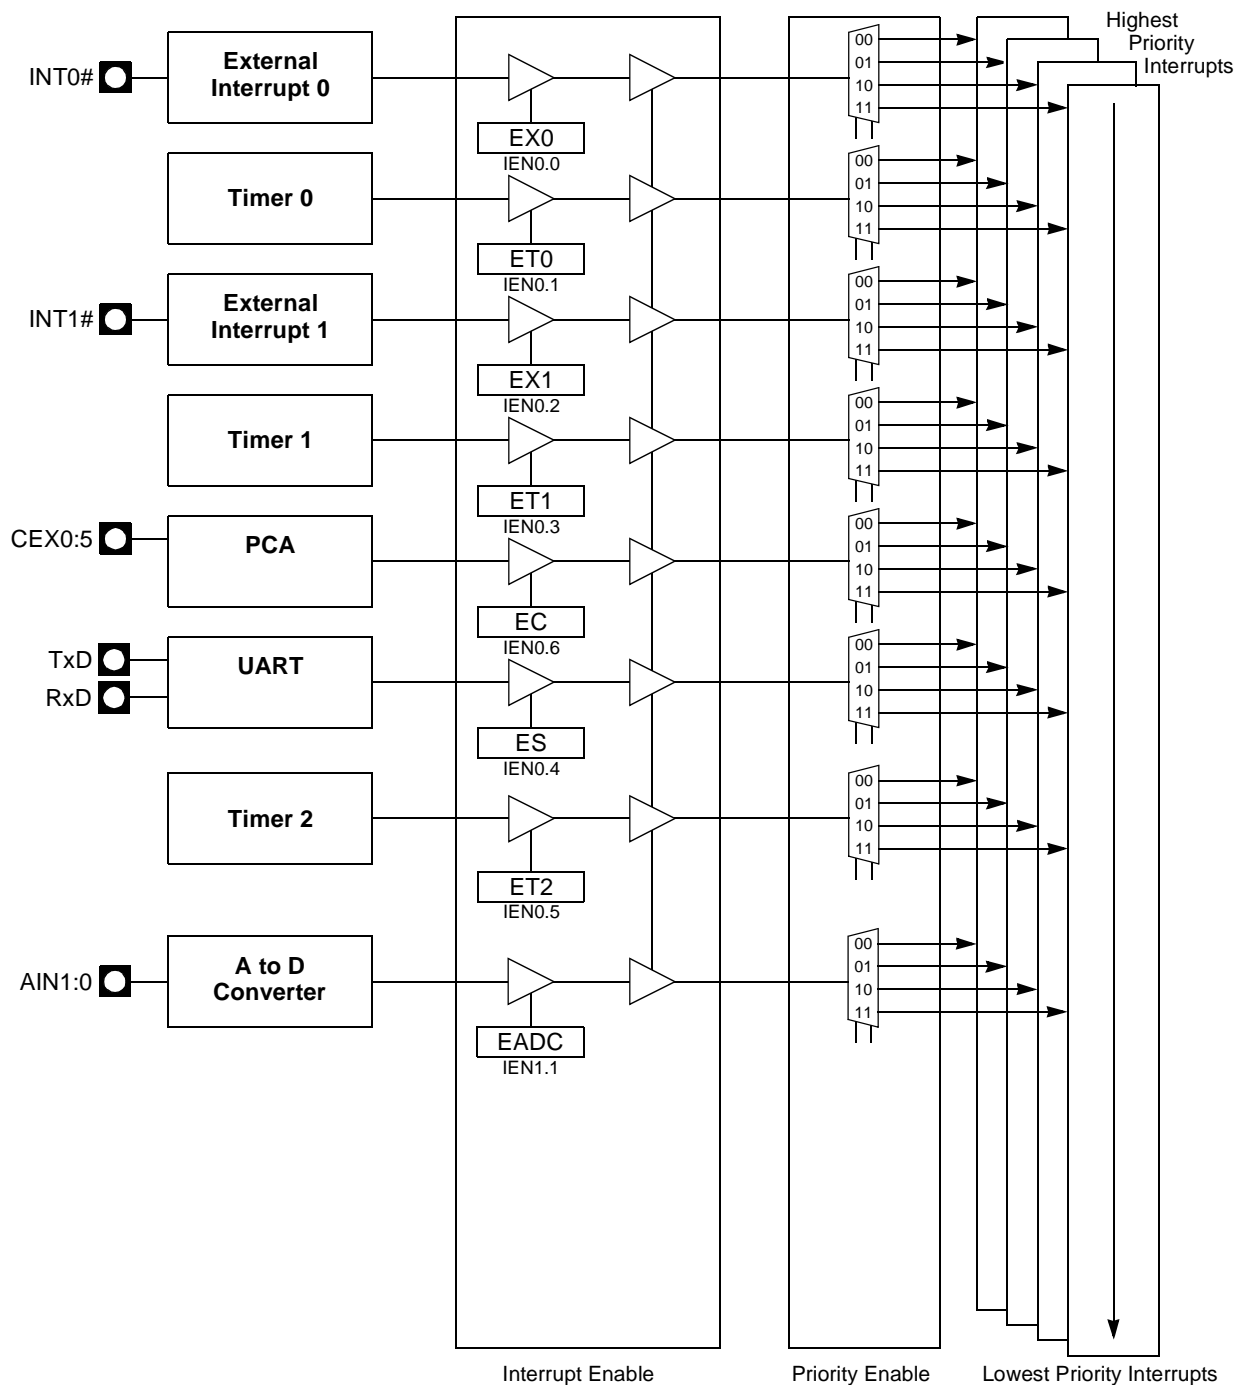 Highest
Priority
Interrupts
INT0#
External
Interrupt 0
EX0
IEN0.0
00
01
10
11
Timer 0
ET0
IEN0.1
00
01
10
11
INT1#
External
Interrupt 1
EX1
IEN0.2
00
01
10
11
Timer 1
ET1
IEN0.3
00
01
10
11
CEX0:5
PCA
EC
IEN0.6
00
01
10
11
TxD
RxD
UART
ES
IEN0.4
00
01
10
11
Timer 2
ET2
IEN0.5
00
01
10
11
AIN1:0
A to D
Converter
EADC
IEN1.1
00
01
10
11
Interrupt Enable
Priority Enable
Lowest Priority Interrupts